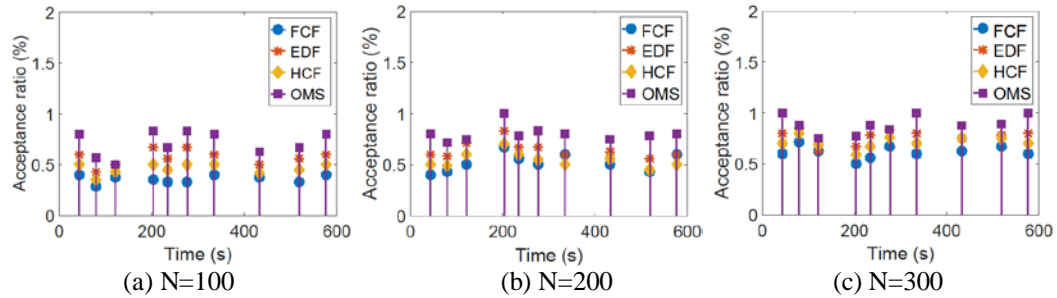 2
1.5
1
0.5
0
Acceptance ratio (%)
FCF
EDF
HCF
OMS
0 200 400 600
Time (s)
(a) N=100
2
1.5
1
0.5
0
Acceptance ratio (%)
FCF
EDF
HCF
OMS
0 200 400 600
Time (s)
(b) N=200
2
1.5
1
0.5
0
Acceptance ratio (%)
FCF
EDF
HCF
OMS
0 200 400 600
Time (s)
(c) N=300